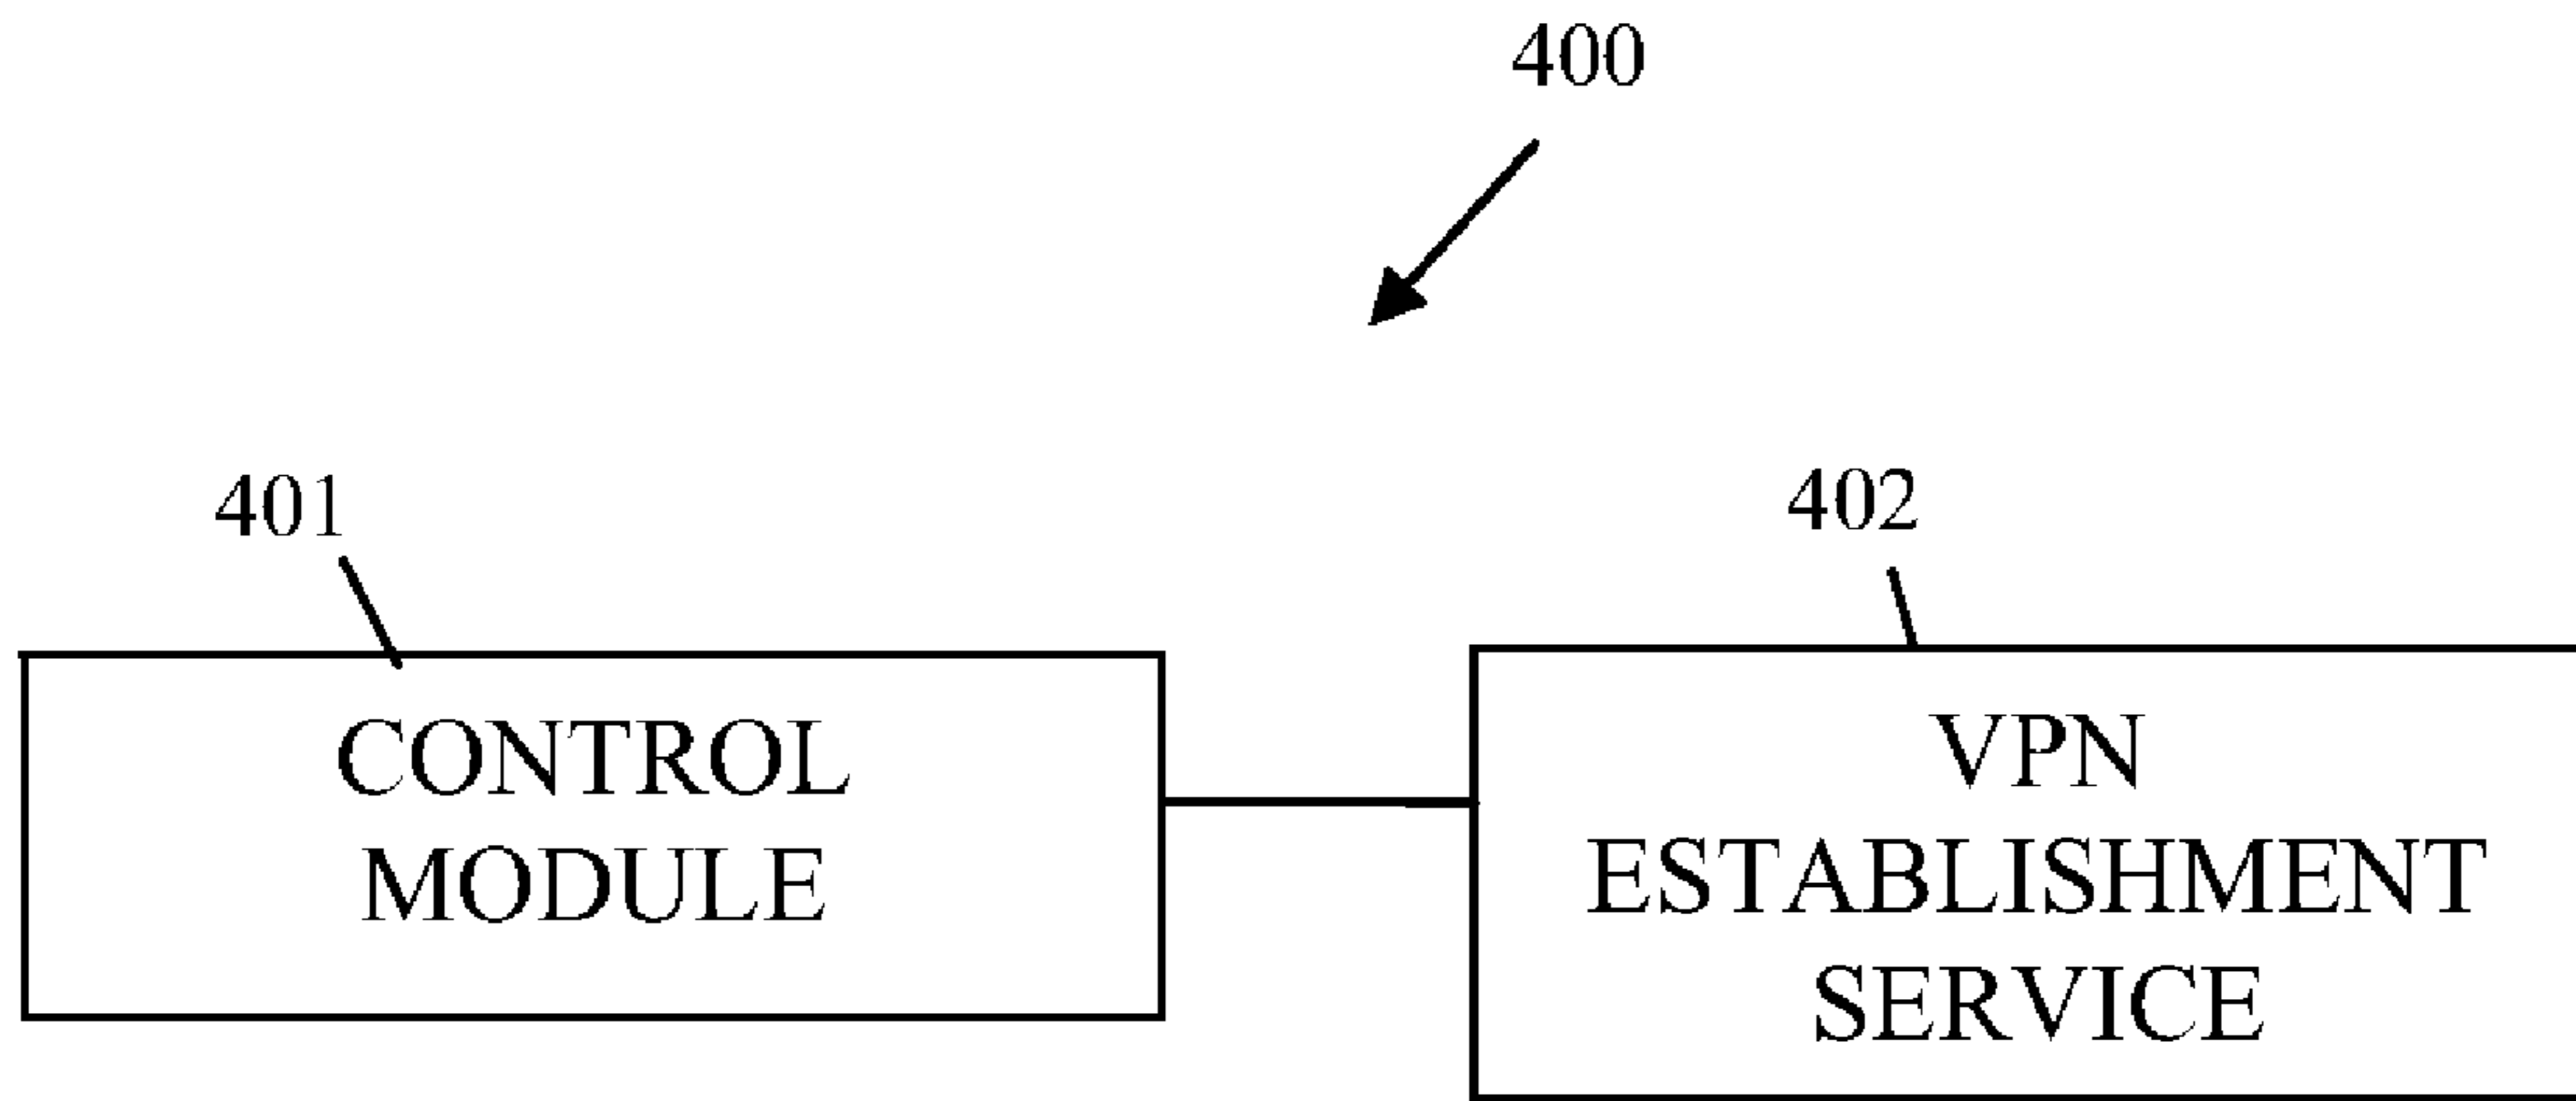 400
401
402
CONTROL
MODULE
VPN
ESTABLISHMENT
SERVICE